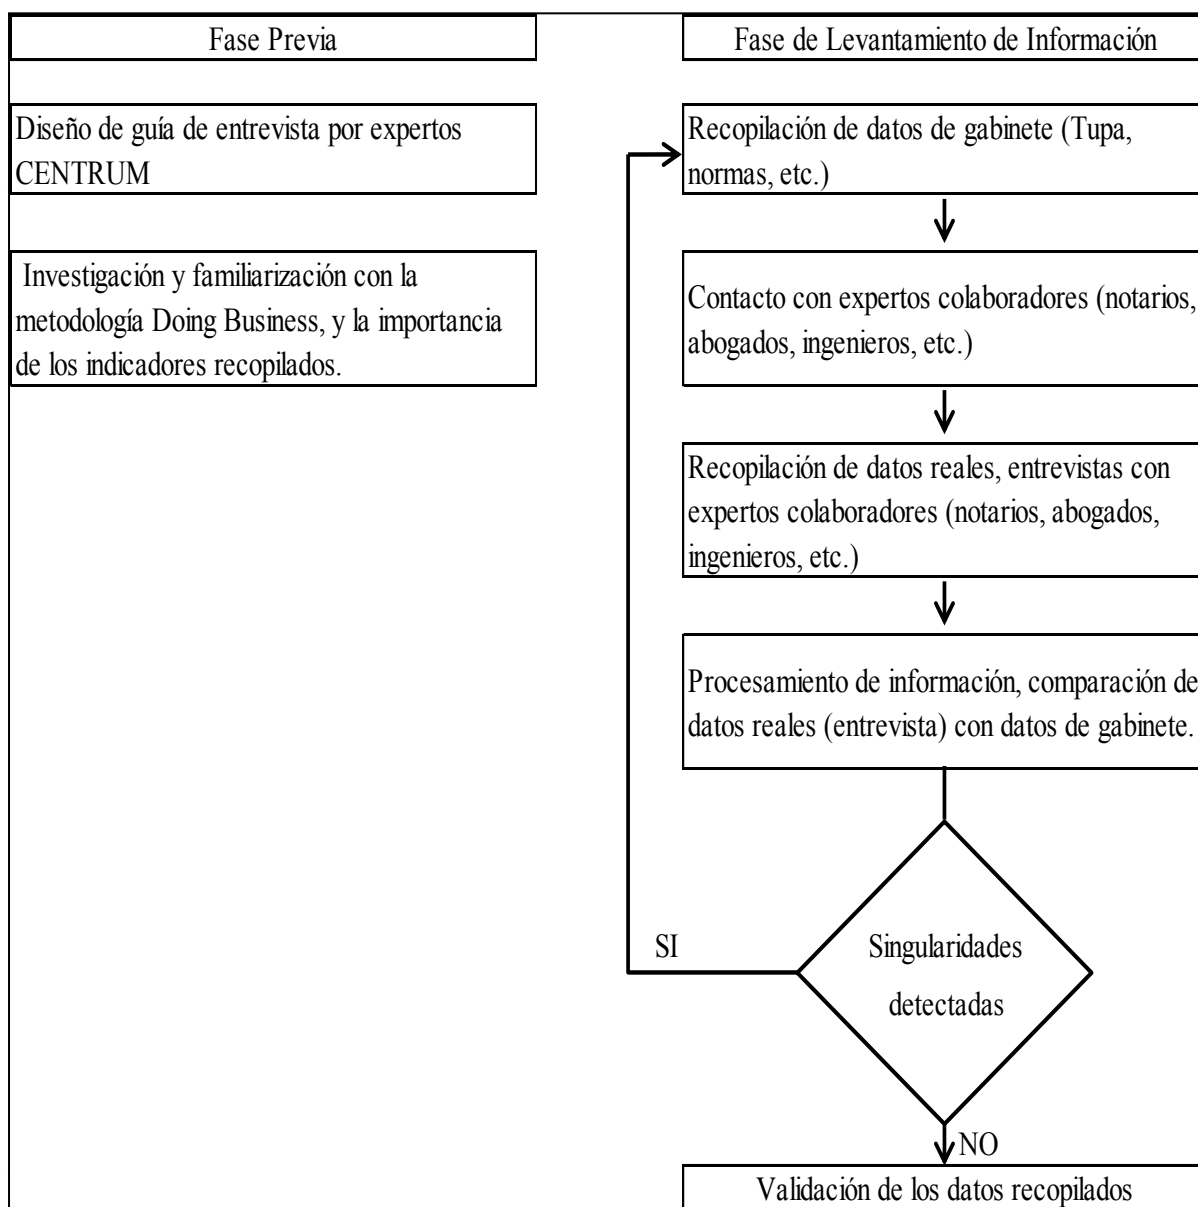 Fase Previa
Diseño de guía de entrevista por expertos
CENTRUM
Investigación y familiarización con la
metodología Doing Business, y la importancia
de los indicadores recopilados.
Fase de Levantamiento de Información
Recopilación de datos de gabinete (Tupa,
normas, etc.)
Contacto con expertos colaboradores (notarios,
abogados, ingenieros, etc.)
Recopilación de datos reales, entrevistas con
expertos colaboradores (notarios, abogados,
ingenieros, etc.)
Procesamiento de información, comparación de
datos reales (entrevista) con datos de gabinete.
SI
Singularidades
detectadas
NO
Validación de los datos recopilados